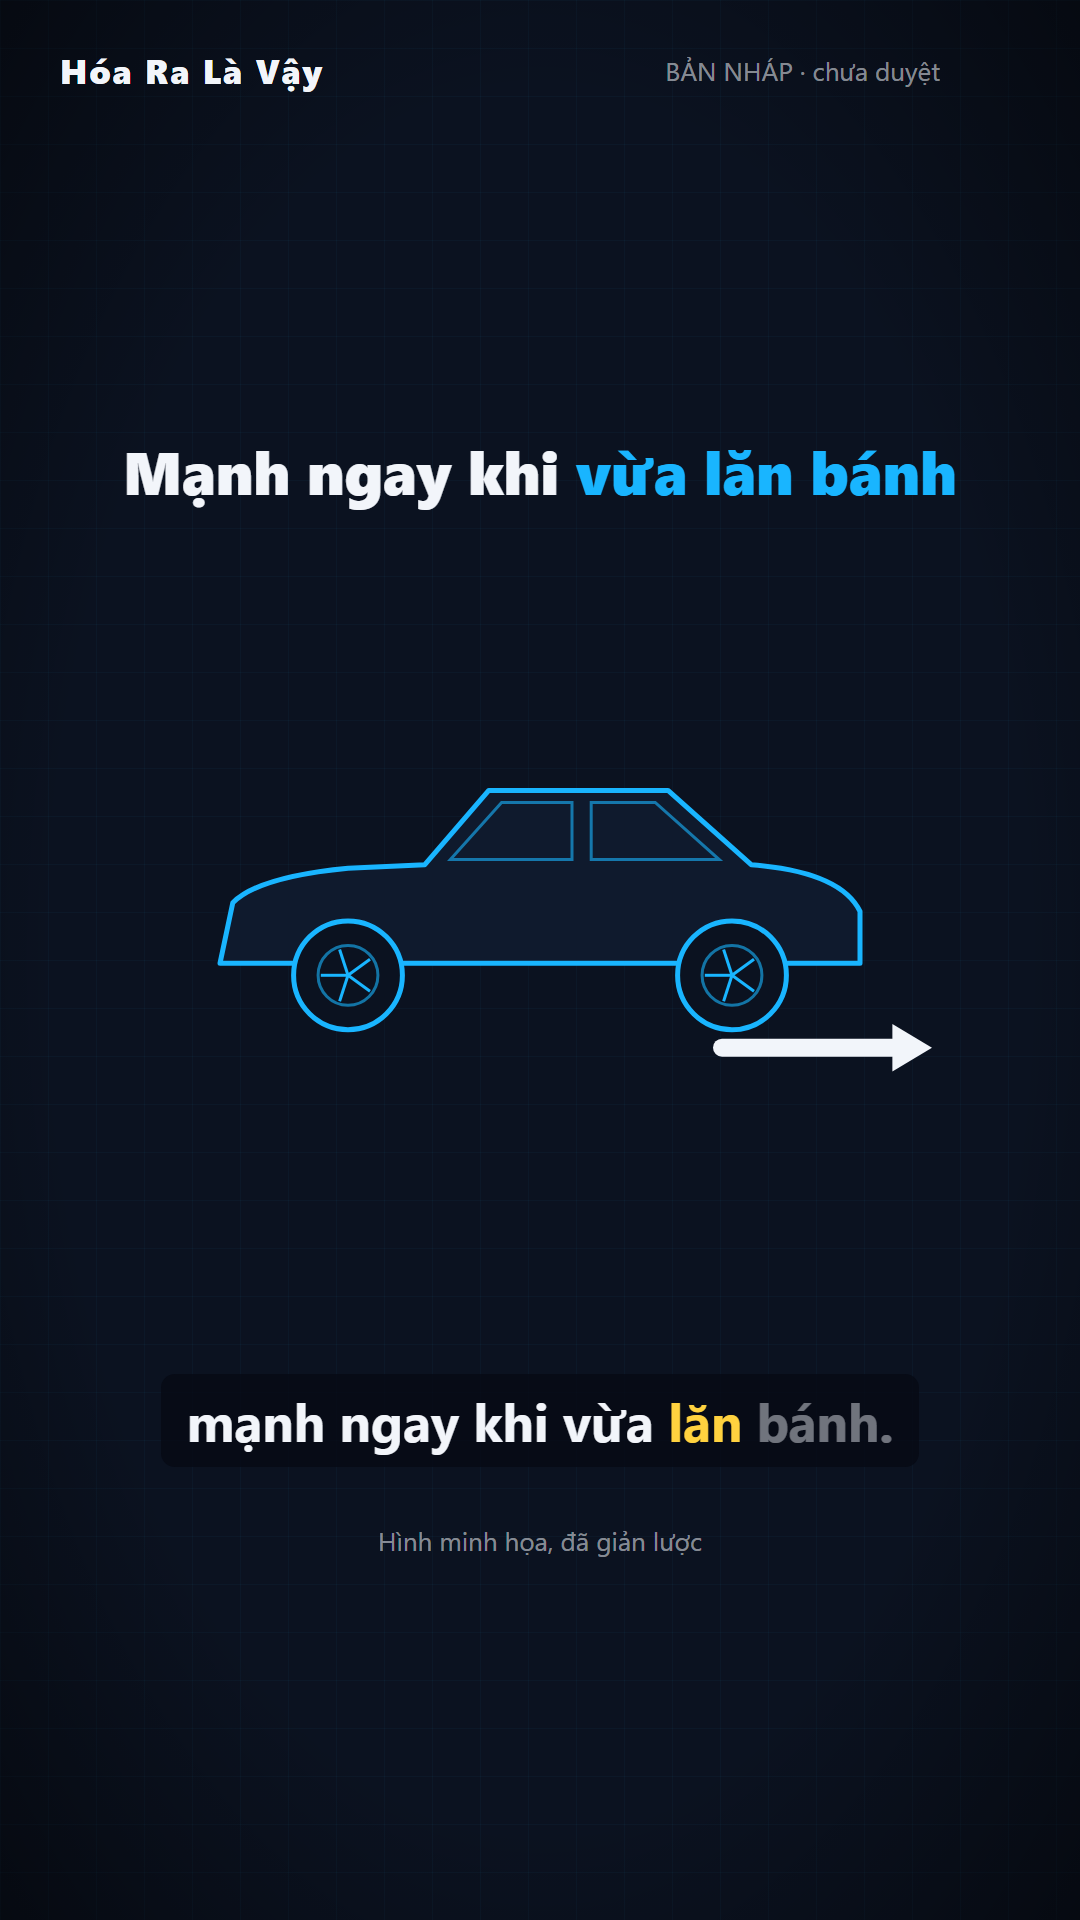 Hóa Ra Là Vậy
BẢN NHÁP · chưa duyệt
Mạnh ngay khi vừa lăn bánh
mạnh ngay khi vừa lăn bánh.
Hình minh họa, đã giản lược